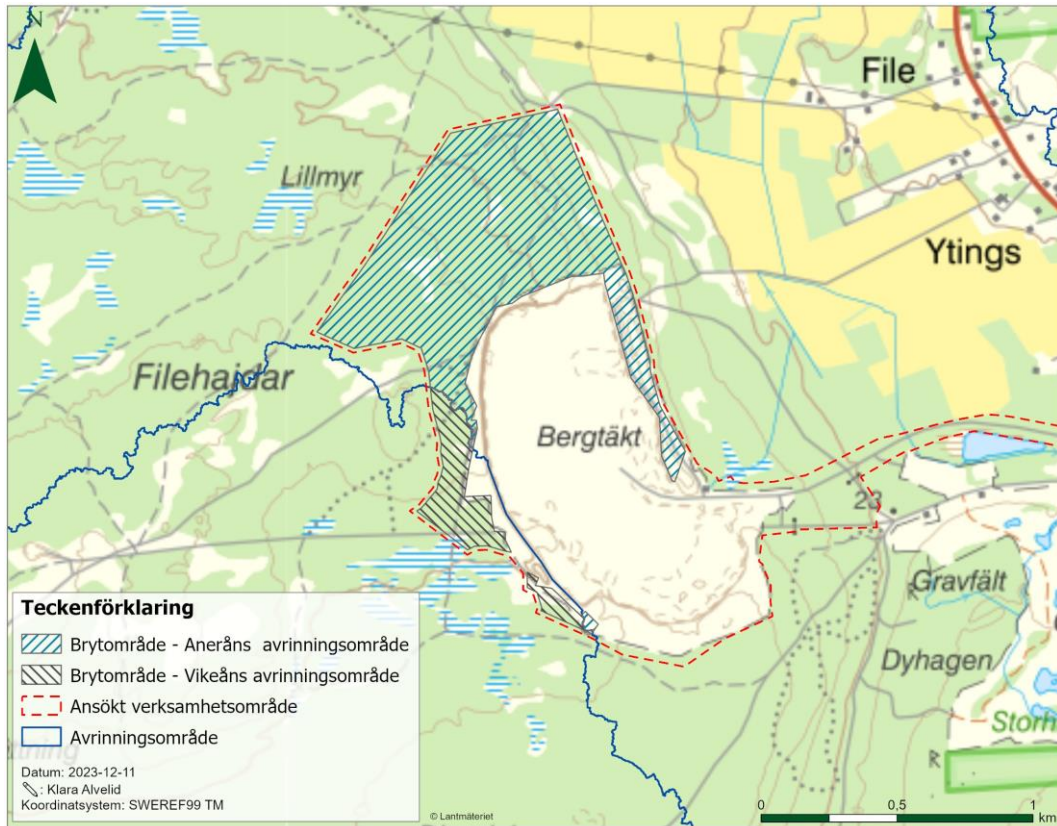 N
File
Lillmyr
Ytings
Filehajdar
Bergtäkt
23
Gravfält
R
Dyhagen
Storh
R
Teckenförklaring
Brytområde - Aneråns avrinningsområde
Brytområde - Vikeåns avrinningsområde
Ansökt verksamhetsområde
Avrinningsområde
Datum: 2023-12-11
: Klara Alvelid
Koordinatsystem: SWEREF99 TM
© Lantmäteriet
0 0,5 1
km